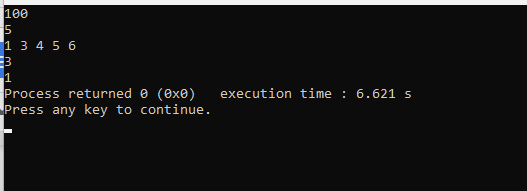 100
5
1 3 4 5 6
3
1
Process returned 0 (0x0)   execution time : 6.621 s
Press any key to continue.